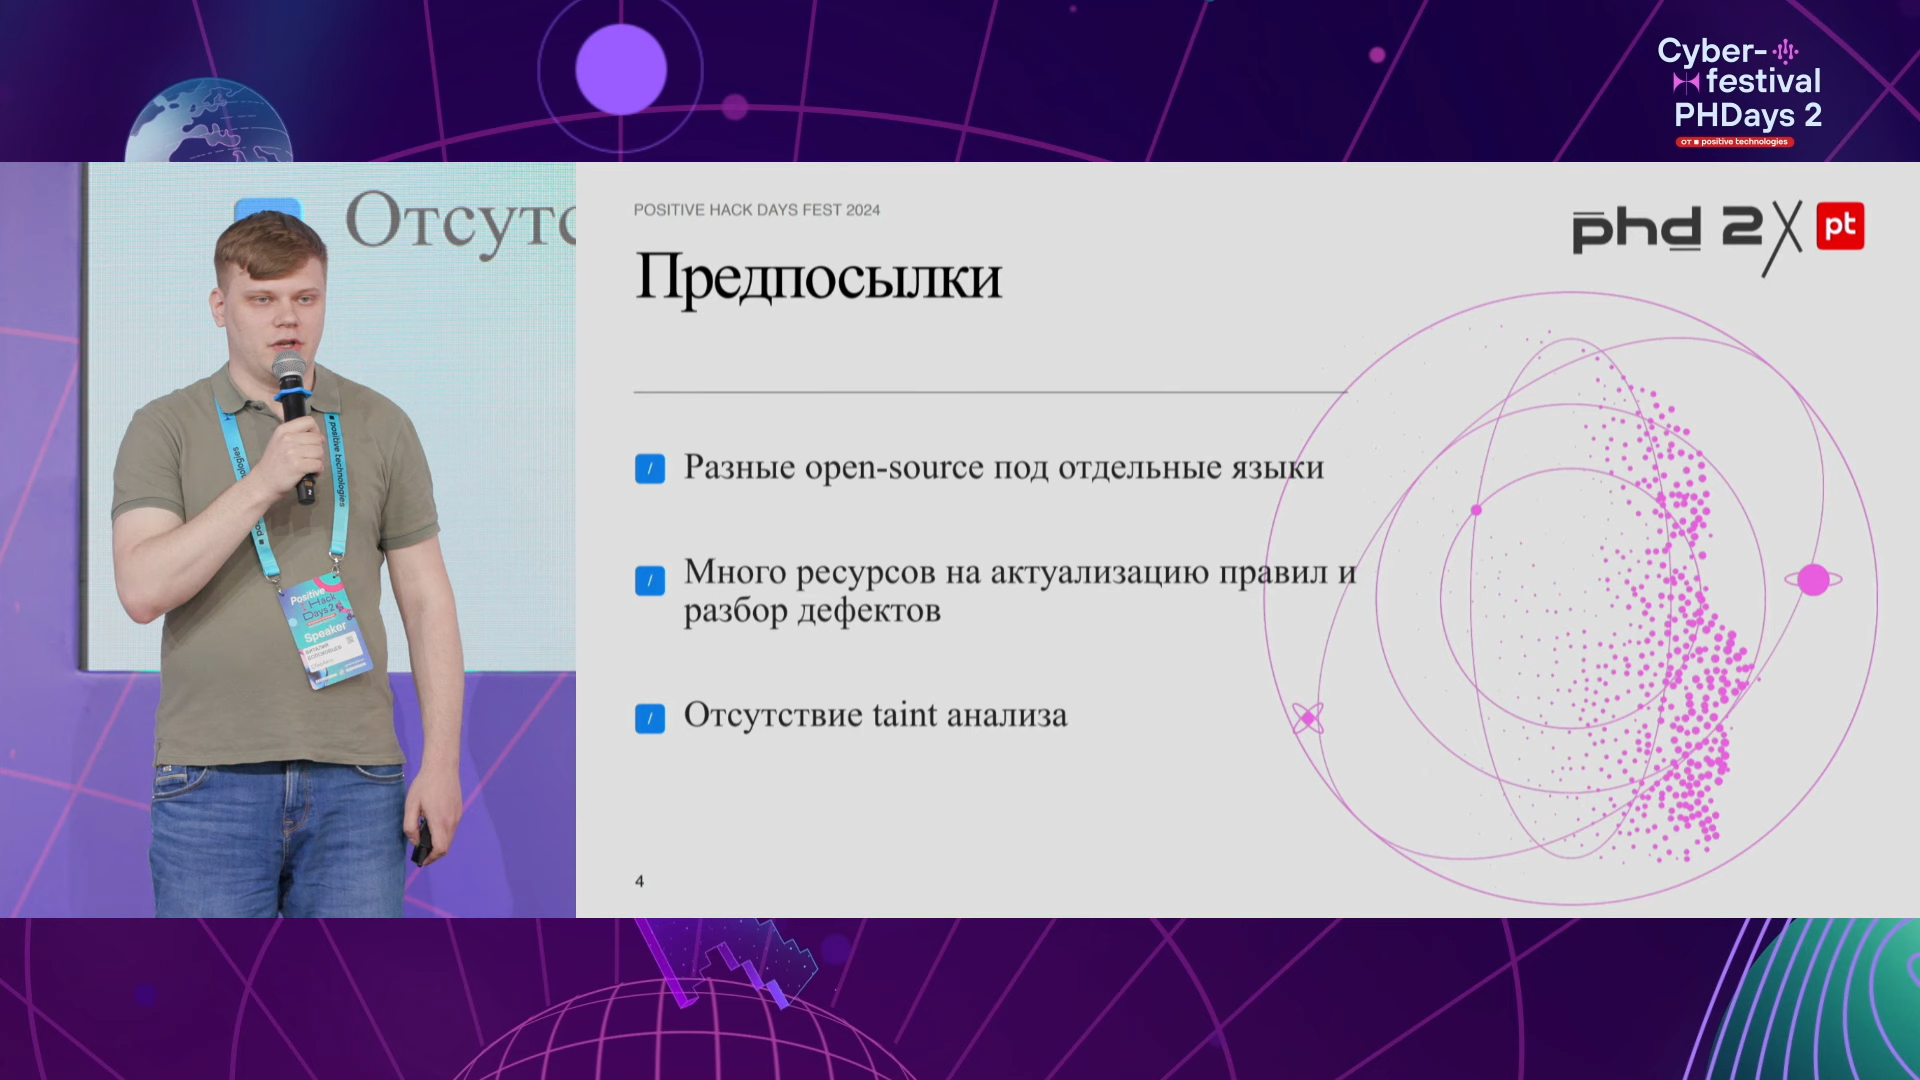 Cyber-
festival
PHDays 2
от positive technologies
Отсутс
positive technologies
Positive
Hack
Days 2
Speaker
POSITIVE HACK DAYS FEST 2024
phd 2
pt
Предпосылки
/ Разные open-source под отдельные языки
/ Много ресурсов на актуализацию правил и
разбор дефектов
/ Отсутствие taint анализа
4